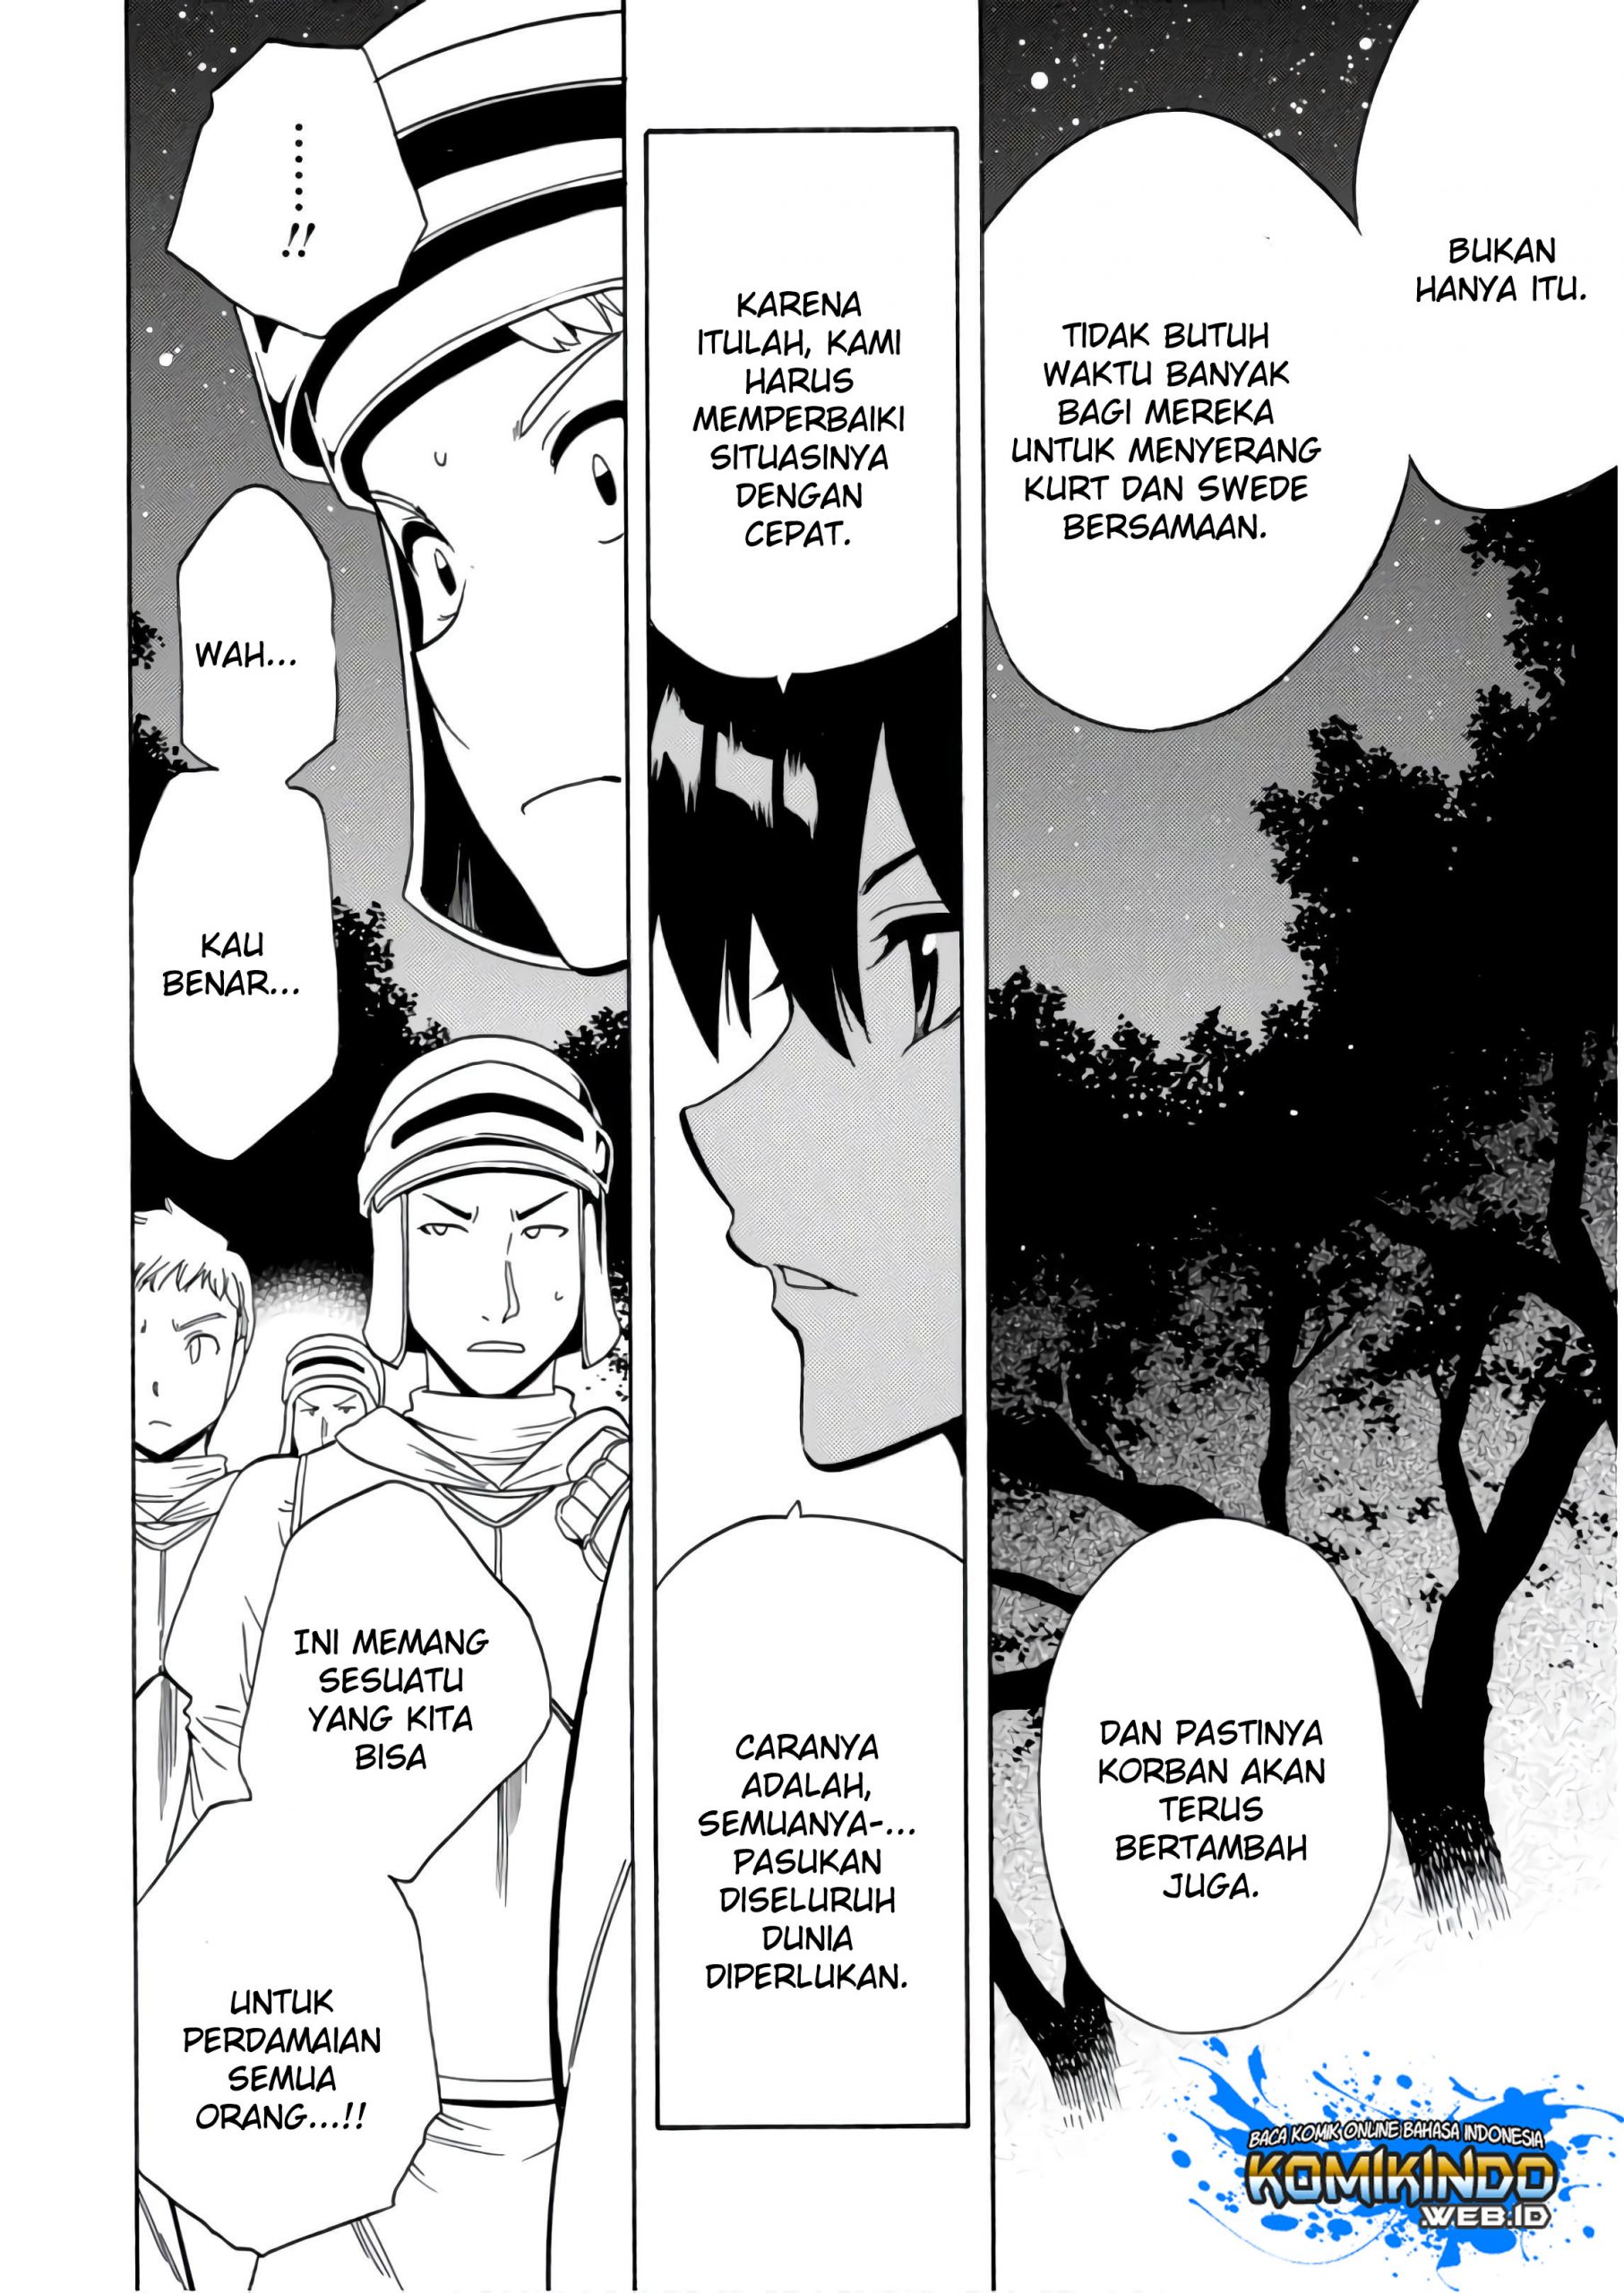 BUKAN
HANYA ITU.
TIDAK BUTUH
WAKTU BANYAK
BAGI MEREKA
UNTUK MENYERANG
KURT DAN SWEDE
BERSAMAAN.
DAN PASTINYA
KORBAN AKAN
TERUS
BERTAMBAH
JUGA.
KARENA
ITULAH, KAMI
HARUS
MEMPERBAIKI
SITUASINYA
DENGAN
CEPAT.
CARANYA
ADALAH,
SEMUANYA-...
PASUKAN
DISELURUH
DUNIA
DIPERLUKAN.
......!!
WAH...
KAU
BENAR...
INI MEMANG
SESUATU
YANG KITA
BISA
UNTUK
PERDAMAIAN
SEMUA
ORANG...!!
BACA KOMIK ONLINE BAHASA INDONESIA
KOMIKINDO
.WEB.ID